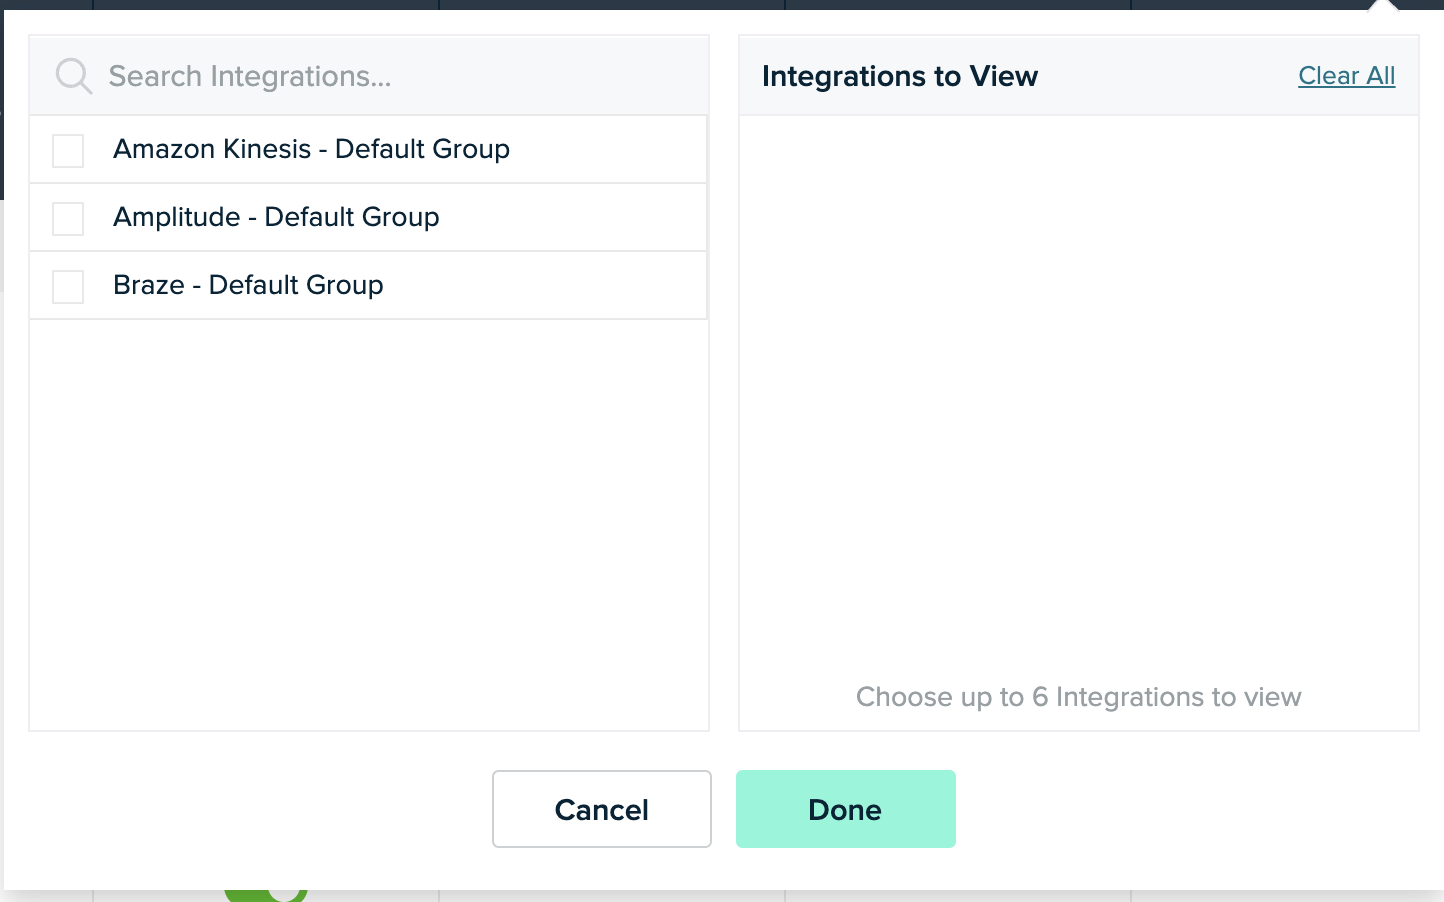 Search Integrations...
Amazon Kinesis - Default Group
Amplitude - Default Group
Braze - Default Group
Integrations to View
Clear All
Choose up to 6 Integrations to view
Cancel
Done